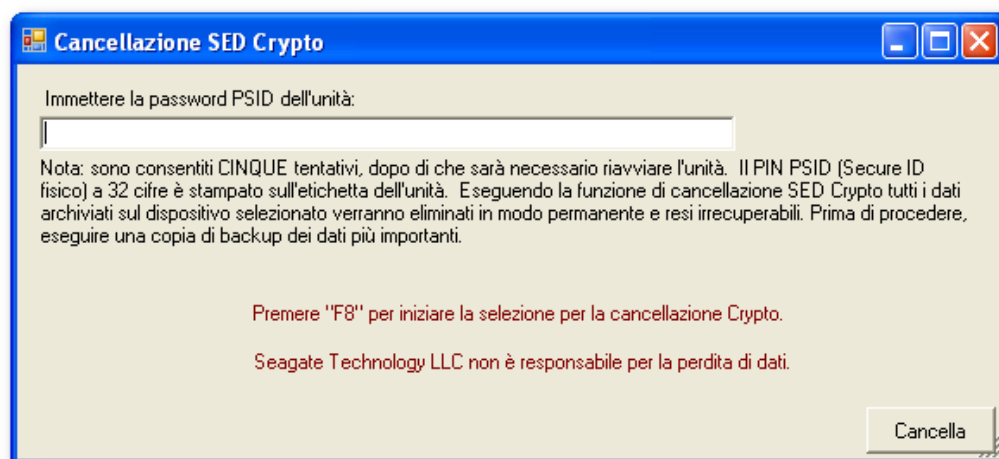 Cancellazione SED Crypto
Immettere la password PSID dell'unità:
Nota: sono consentiti CINQUE tentativi, dopo di che sarà necessario riavviare l'unità.  Il PIN PSID (Secure ID
fisico) a 32 cifre è stampato sull'etichetta dell'unità.  Eseguendo la funzione di cancellazione SED Crypto tutti i dati
archiviati sul dispositivo selezionato verranno eliminati in modo permanente e resi irrecuperabili. Prima di procedere,
eseguire una copia di backup dei dati più importanti.
Premere "F8" per iniziare la selezione per la cancellazione Crypto.
Seagate Technology LLC non è responsabile per la perdita di dati.
Cancella